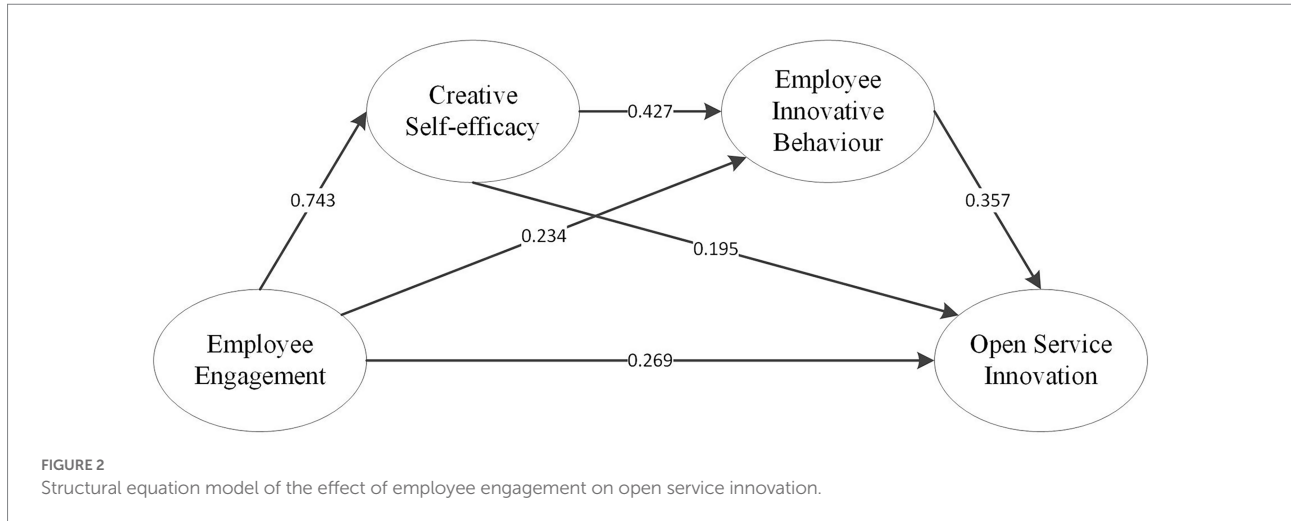 Creative
Self-efficacy
Employee
Innovative
Behaviour
0.427
0.743
0.357
0.234
0.195
Employee
Engagement
0.269
Open Service
Innovation
FIGURE 2
Structural equation model of the effect of employee engagement on open service innovation.